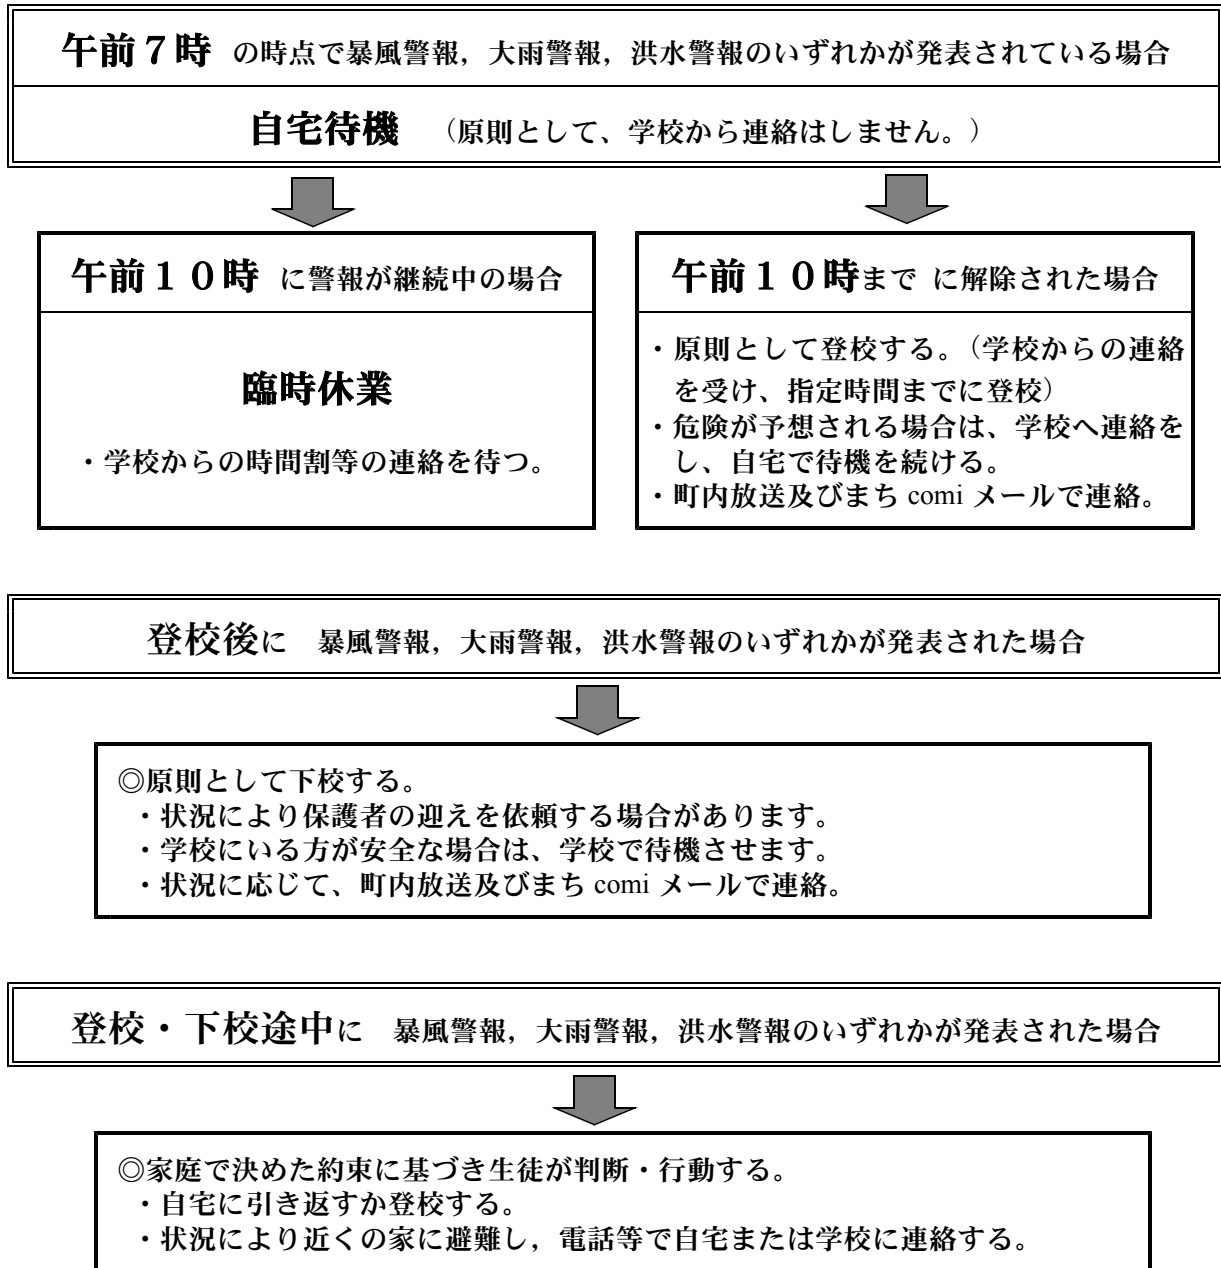 午前７時 の時点で暴風警報，大雨警報，洪水警報のいずれかが発表されている場合
自宅待機 （原則として、学校から連絡はしません。）
午前１０時 に警報が継続中の場合
臨時休業
・学校からの時間割等の連絡を待つ。
午前１０時まで に解除された場合
・原則として登校する。（学校からの連絡
を受け、指定時間までに登校）
・危険が予想される場合は、学校へ連絡を
し、自宅で待機を続ける。
・町内放送及びまち comi メールで連絡。
登校後に 暴風警報，大雨警報，洪水警報のいずれかが発表された場合
◎原則として下校する。
・状況により保護者の迎えを依頼する場合があります。
・学校にいる方が安全な場合は、学校で待機させます。
・状況に応じて、町内放送及びまち comi メールで連絡。
登校・下校途中に 暴風警報，大雨警報，洪水警報のいずれかが発表された場合
◎家庭で決めた約束に基づき生徒が判断・行動する。
・自宅に引き返すか登校する。
・状況により近くの家に避難し，電話等で自宅または学校に連絡する。